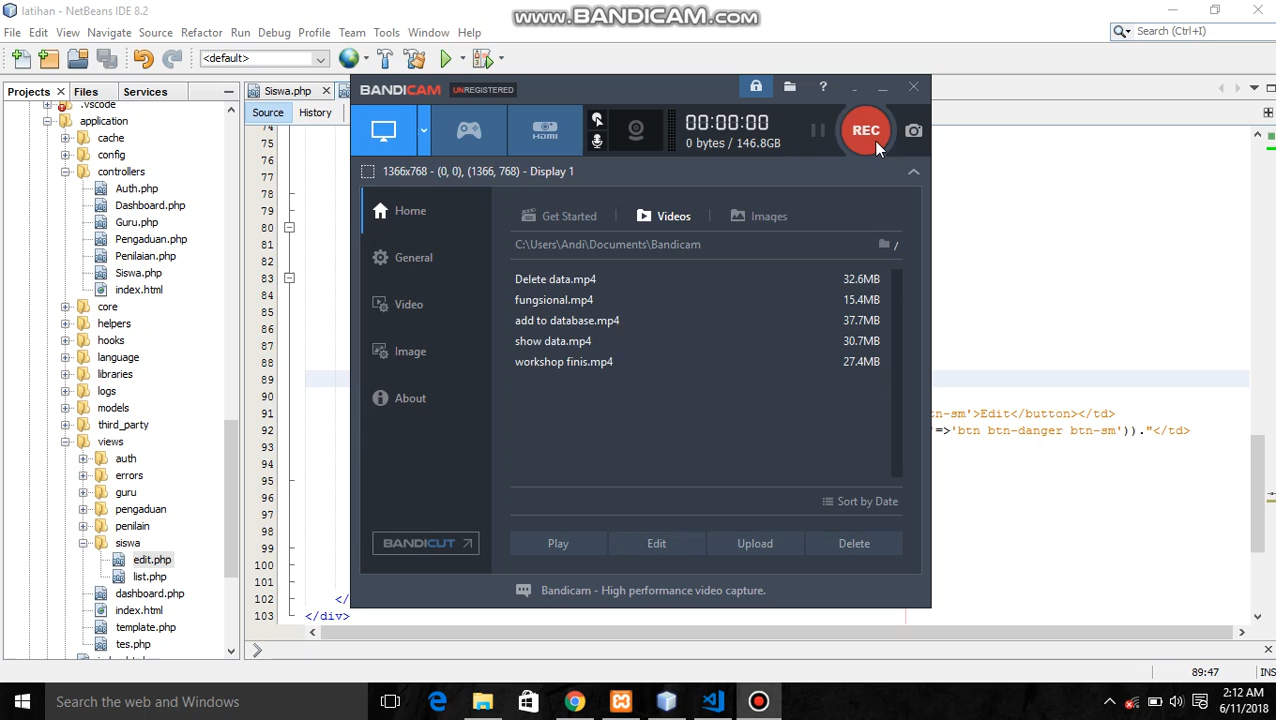 latihan - NetBeans IDE 8.2
www.BANDICAM.com
File Edit View Navigate Source Refactor Run Debug Profile Team Tools Window Help
Search (Ctrl+I)
<default>
Projects Files Services
Siswa.php
Source History
.vscode
application
cache
config
controllers
Auth.php
Dashboard.php
Guru.php
Pengaduan.php
Penilaian.php
Siswa.php
index.html
core
helpers
hooks
language
libraries
logs
models
third_party
views
auth
errors
guru
pengaduan
penilain
siswa
edit.php
list.php
dashboard.php
index.html
template.php
tes.php
74
75
76
77
78
79
80
81
82
83
84
85
86
87
88
89
90
91
92
93
94
95
96
97
98
99
100
101
102
103
tn-sm'>Edit</button></td>
'=>'btn btn-danger btn-sm'))."</td>
</
</div>
BANDICAM UNREGISTERED
HDMI
00:00:00
0 bytes / 146.8GB
REC
1366x768 - (0, 0), (1366, 768) - Display 1
Home
General
Video
Image
About
BANDICUT
Get Started Videos Images
C:\Users\Andi\Documents\Bandicam
/
Delete data.mp4 32.6MB
fungsional.mp4 15.4MB
add to database.mp4 37.7MB
show data.mp4 30.7MB
workshop finis.mp4 27.4MB
Sort by Date
Play Edit Upload Delete
Bandicam - High performance video capture.
89:47 INS
Search the web and Windows
2:12 AM
6/11/2018